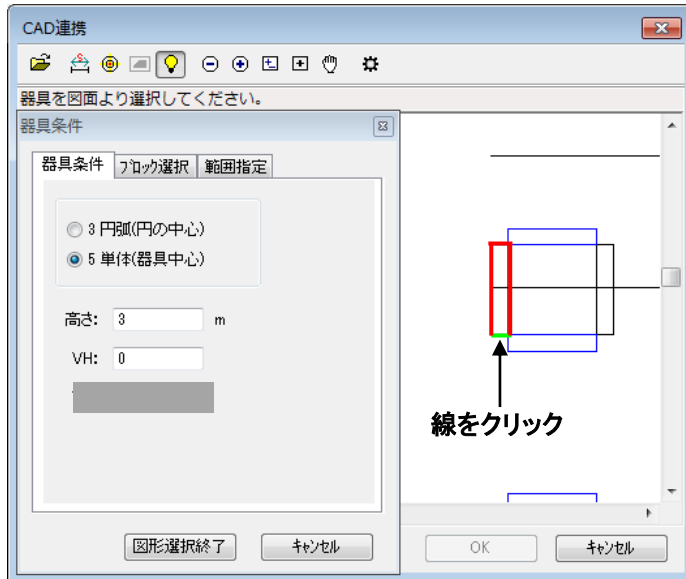 CAD連携
器具を図面より選択してください。
器具条件
器具条件 ブロック選択 範囲指定
3 円弧(円の中心)
5 単体(器具中心)
高さ: 3 m
VH: 0
線をクリック
図形選択終了 キャンセル
OK キャンセル